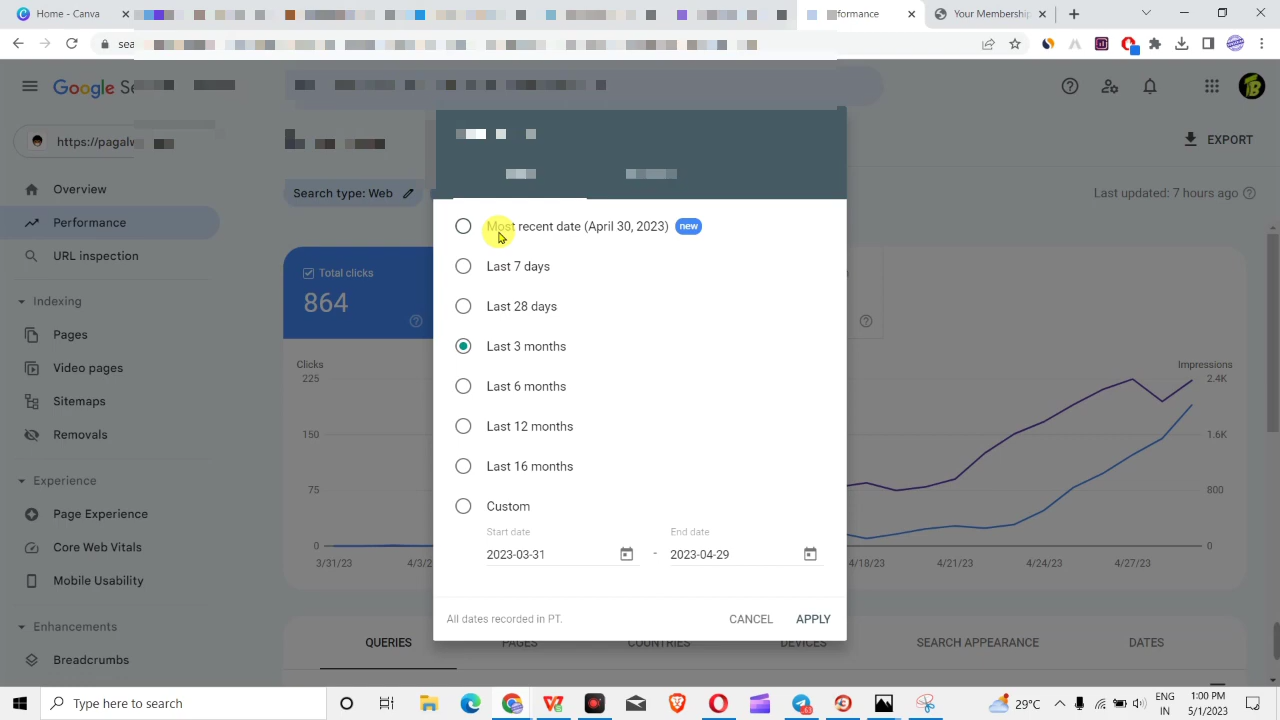 formance
Your Membership
Google Se
https://pagalw
EXPORT
Search type: Web
Last updated: 7 hours ago
Overview
Performance
URL inspection
Indexing
Pages
Video pages
Sitemaps
Removals
Experience
Page Experience
Core Web Vitals
Mobile Usability
Enhancements
Breadcrumbs
Total clicks
864
Clicks
225
150
75
0
3/31/23
4/3/2
Most recent date (April 30, 2023) new
Last 7 days
Last 28 days
Last 3 months
Last 6 months
Last 12 months
Last 16 months
Custom
Start date
End date
2023-03-31 - 2023-04-29
All dates recorded in PT.
CANCEL
APPLY
Impressions
2.4K
1.6K
800
0
4/18/23
4/21/23
4/24/23
4/27/23
QUERIES
PAGES
COUNTRIES
DEVICES
SEARCH APPEARANCE
DATES
Type here to search
29°C
ENG
IN
1:00 PM
5/1/2023